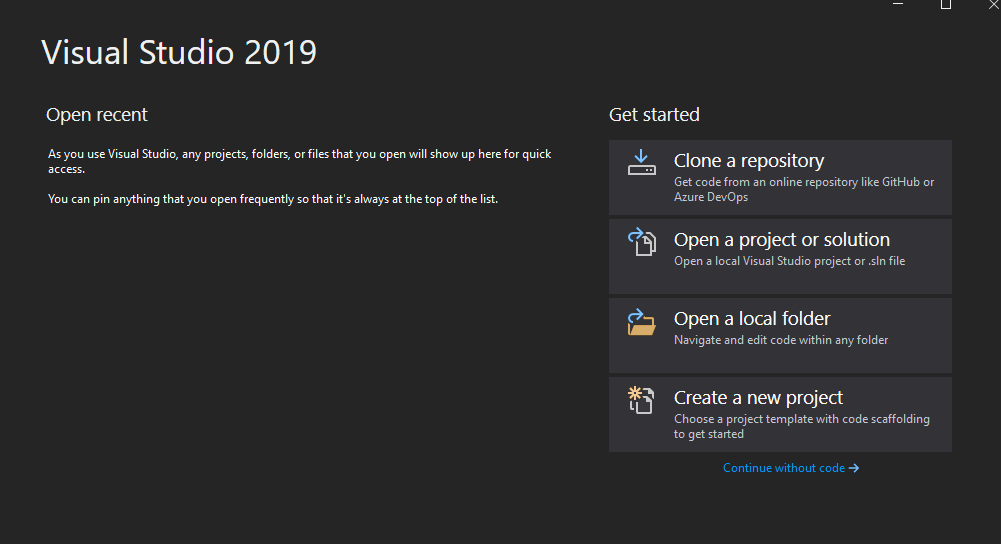 Visual Studio 2019
Open recent
As you use Visual Studio, any projects, folders, or files that you open will show up here for quick
access.
You can pin anything that you open frequently so that it's always at the top of the list.
Get started
Clone a repository
Get code from an online repository like GitHub or
Azure DevOps
Open a project or solution
Open a local Visual Studio project or .sln file
Open a local folder
Navigate and edit code within any folder
Create a new project
Choose a project template with code scaffolding
to get started
Continue without code →